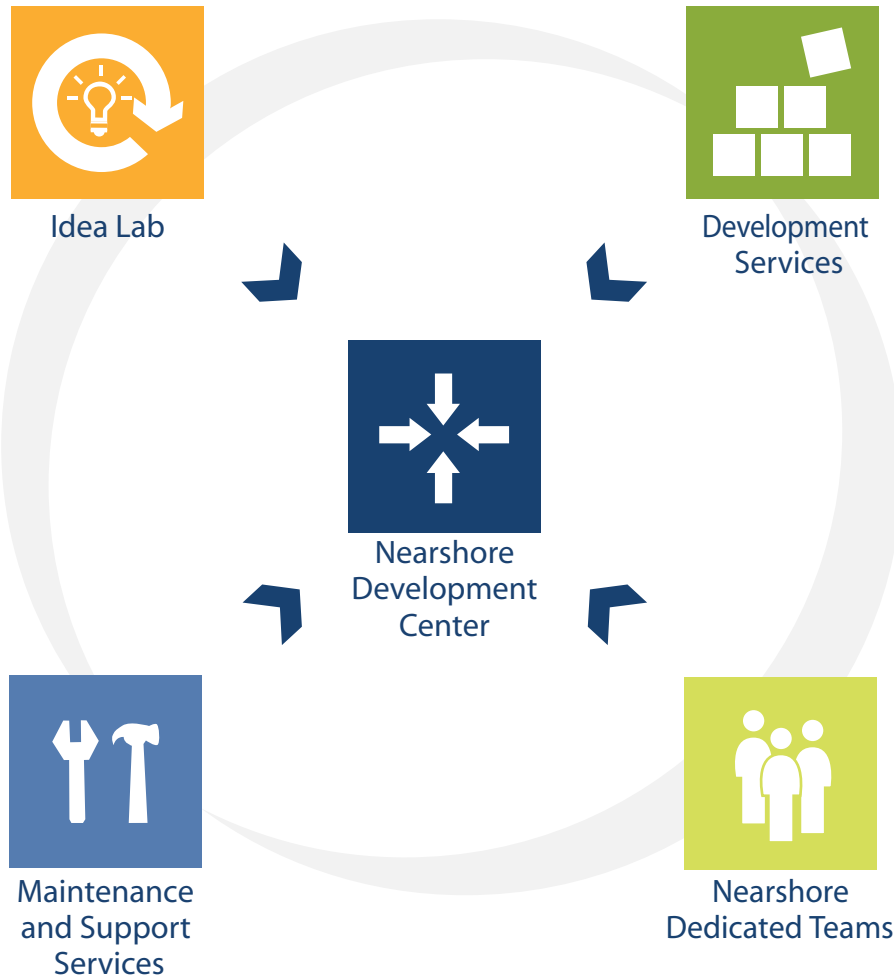 Idea Lab
Development
Services
Nearshore
Development
Center
Maintenance
and Support
Services
Nearshore
Dedicated Teams